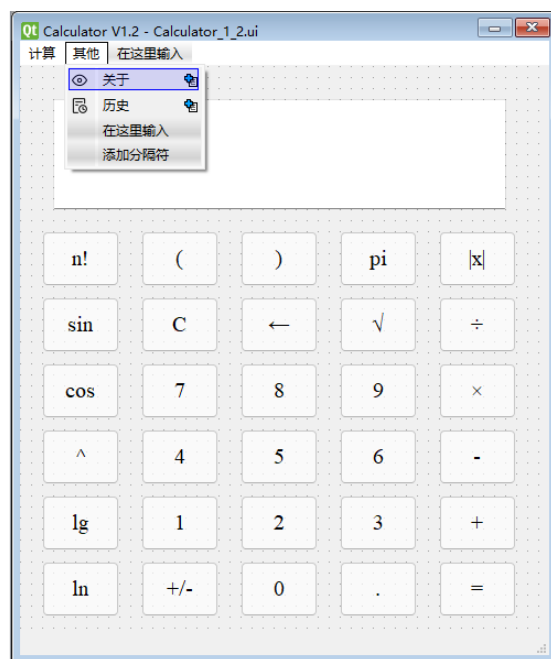 Qt Calculator V1.2 - Calculator_1_2.ui
计算 其他 在这里输入
关于
历史
在这里输入
添加分隔符
n! ( ) pi |x|
sin C ← √ ÷
cos 7 8 9 ×
^ 4 5 6 -
lg 1 2 3 +
ln +/- 0 . =